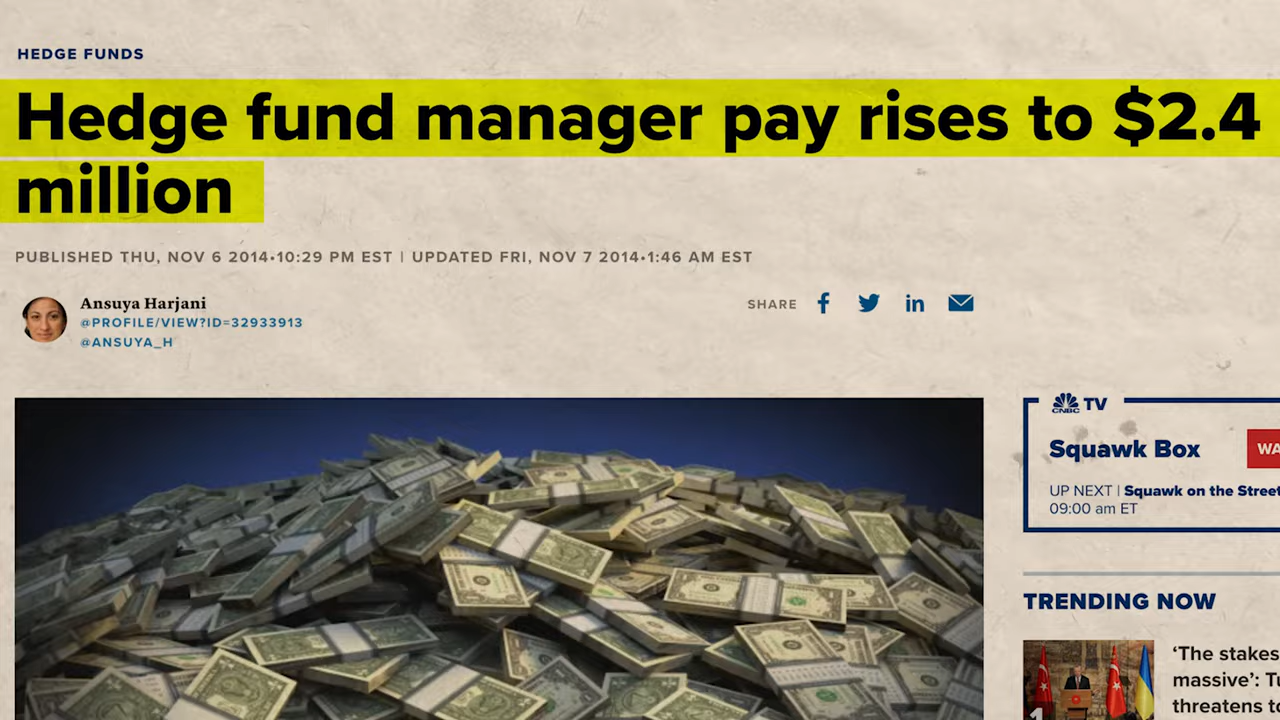 HEDGE FUNDS
Hedge fund manager pay rises to $2.4
million
PUBLISHED THU, NOV 6 2014•10:29 PM EST | UPDATED FRI, NOV 7 2014•1:46 AM EST
Ansuya Harjani
@PROFILE/VIEW?ID=32933913
@ANSUYA_H
SHARE
CNBC TV
Squawk Box
WA
UP NEXT | Squawk on the Street
09:00 am ET
TRENDING NOW
1
‘The stakes
massive’: Tu
threatens to